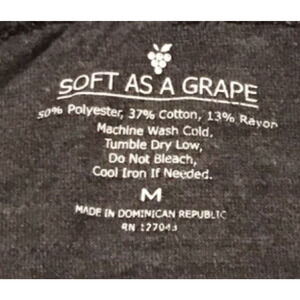 SOFT AS A GRAPE
50% Polyester, 37% Cotton, 13% Rayon
Machine Wash Cold,
Tumble Dry Low,
Do Not Bleach,
Cool Iron If Needed.
M
MADE IN DOMINICAN REPUBLIC
RN 127043